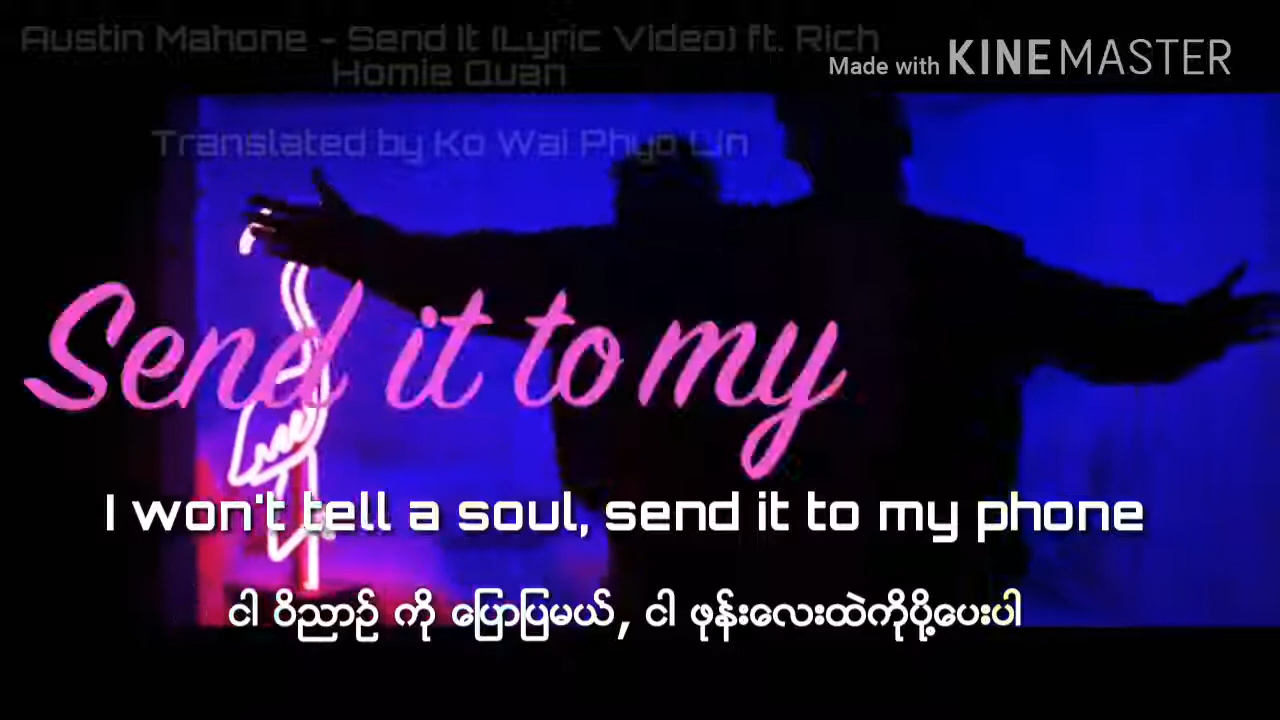 Austin Mahone - Send It (Lyric Video) ft. Rich
Homie Quan
Made with KINEMASTER
Translated by Ko Wai Phyo Lin
Send it to my
I won't tell a soul, send it to my phone
ငါ ဝိညာဉ် ကို ပြောပြမယ်, ငါ ဖုန်းလေးထဲကိုပို့ပေးပါ